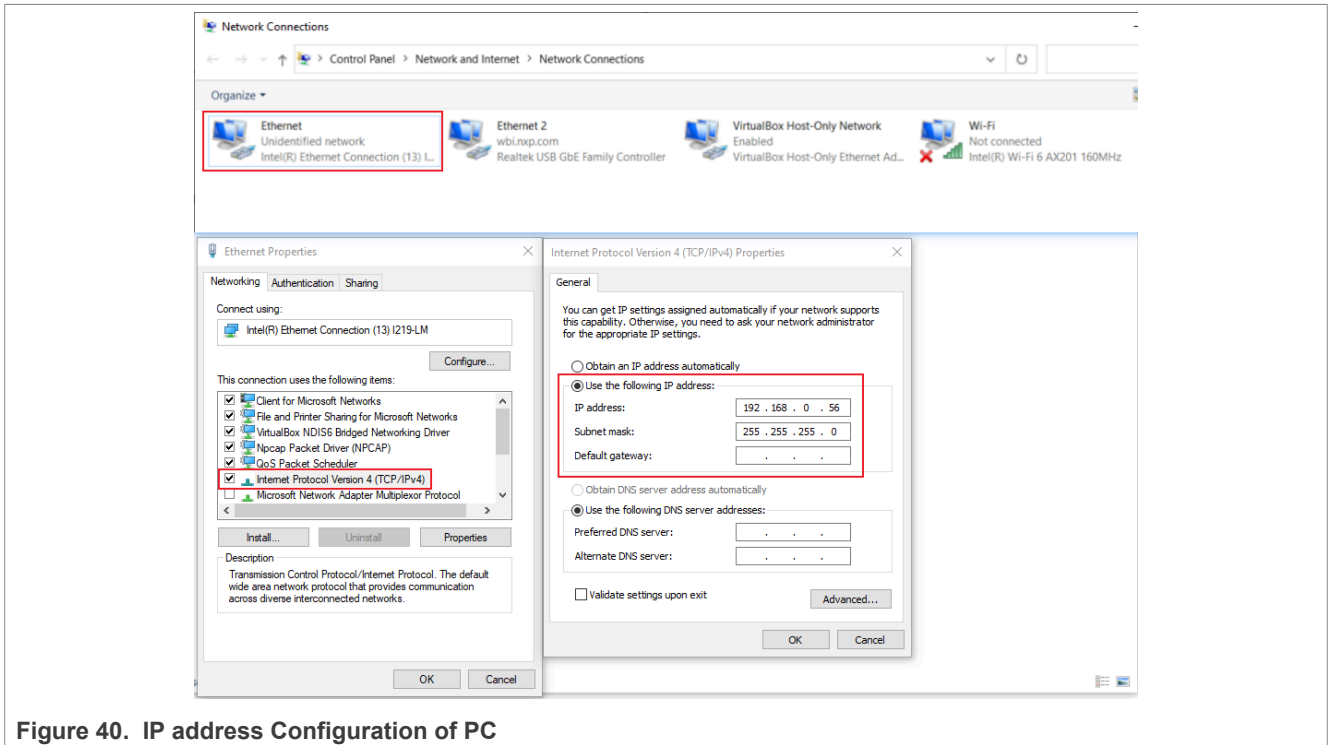 Network Connections
Control Panel > Network and Internet > Network Connections
Organize
Ethernet
Unidentified network
Intel(R) Ethernet Connection (13) I...
Ethernet 2
wbi.nxp.com
Realtek USB GbE Family Controller
VirtualBox Host-Only Network
Enabled
VirtualBox Host-Only Ethernet Ad...
Wi-Fi
Not connected
Intel(R) Wi-Fi 6 AX201 160MHz
Ethernet Properties
Networking Authentication Sharing
Connect using:
Intel(R) Ethernet Connection (13) I219-LM
Configure...
This connection uses the following items:
Client for Microsoft Networks
File and Printer Sharing for Microsoft Networks
VirtualBox NDIS6 Bridged Networking Driver
Npcap Packet Driver (NPCAP)
QoS Packet Scheduler
Internet Protocol Version 4 (TCP/IPv4)
Microsoft Network Adapter Multiplexor Protocol
Install... Uninstall Properties
Description
Transmission Control Protocol/Internet Protocol. The default
wide area network protocol that provides communication
across diverse interconnected networks.
OK Cancel
Internet Protocol Version 4 (TCP/IPv4) Properties
General
You can get IP settings assigned automatically if your network supports
this capability. Otherwise, you need to ask your network administrator
for the appropriate IP settings.
Obtain an IP address automatically
Use the following IP address:
IP address: 192 . 168 . 0 . 56
Subnet mask: 255 . 255 . 255 . 0
Default gateway: . . .
Obtain DNS server address automatically
Use the following DNS server addresses:
Preferred DNS server: . . .
Alternate DNS server: . . .
Validate settings upon exit
Advanced...
OK Cancel
Figure 40. IP address Configuration of PC